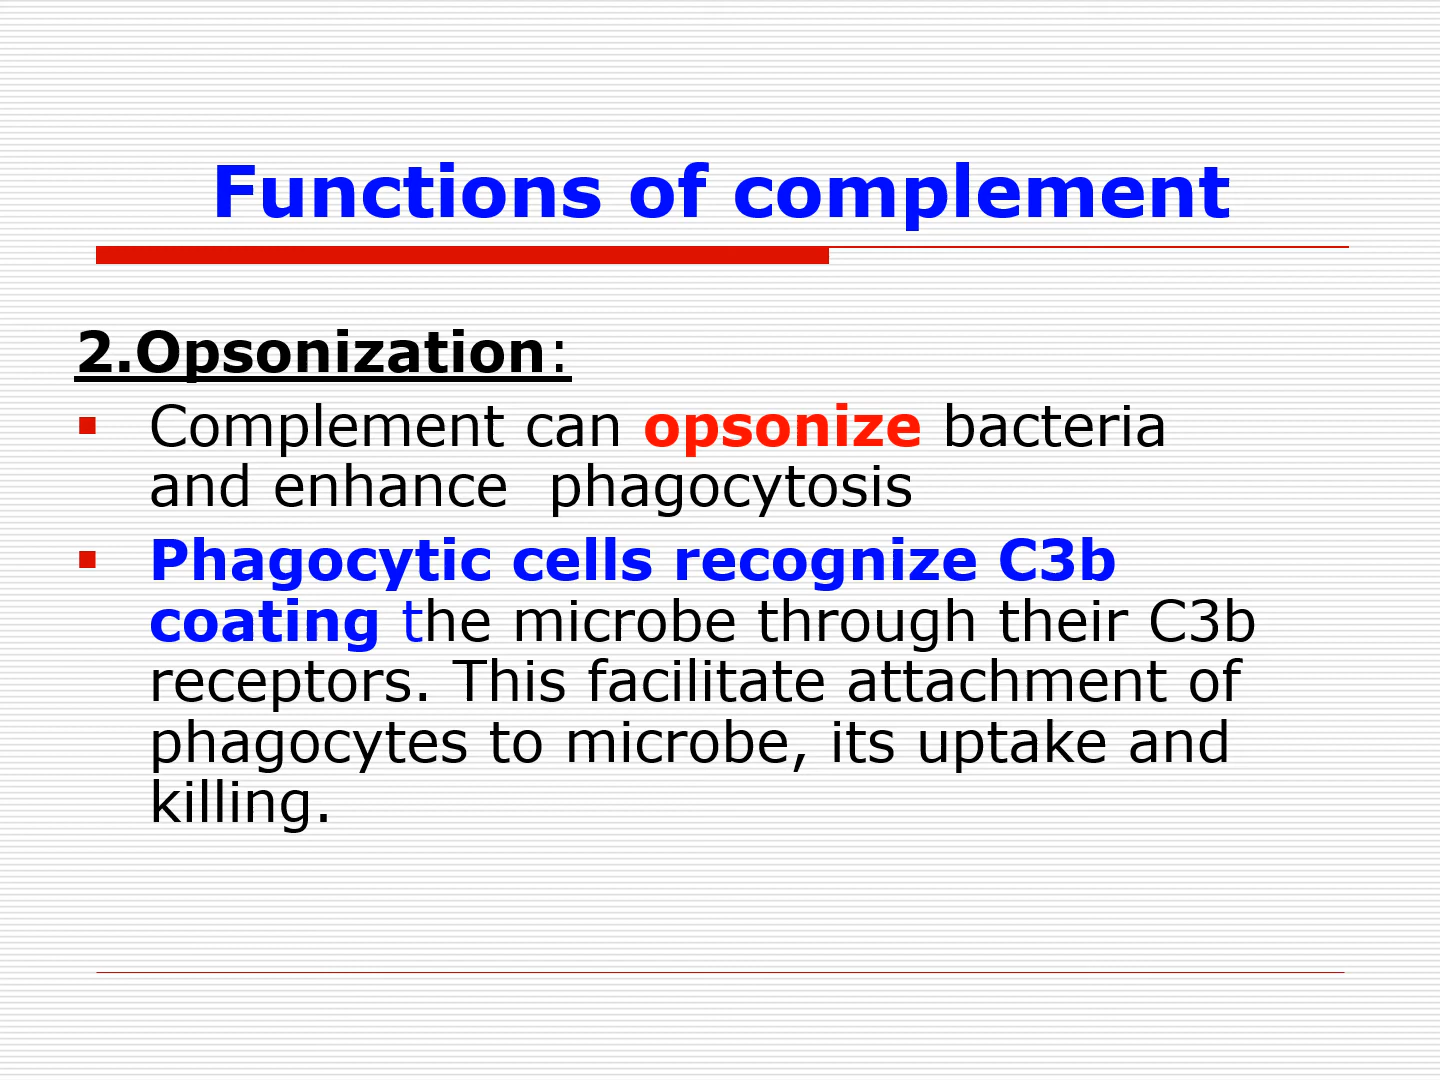 Functions of complement
2.Opsonization:
▪ Complement can opsonize bacteria
and enhance  phagocytosis
▪ Phagocytic cells recognize C3b
coating the microbe through their C3b
receptors. This facilitate attachment of
phagocytes to microbe, its uptake and
killing.